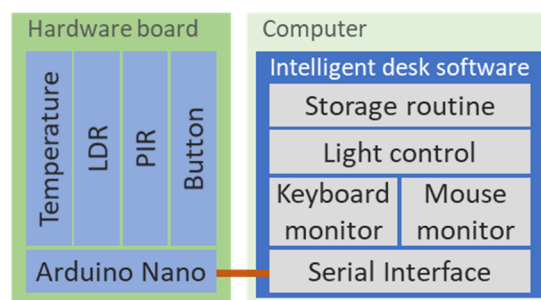 Hardware board
Temperature
LDR
PIR
Button
Arduino Nano
Computer
Intelligent desk software
Storage routine
Light control
Keyboard
monitor
Mouse
monitor
Serial Interface